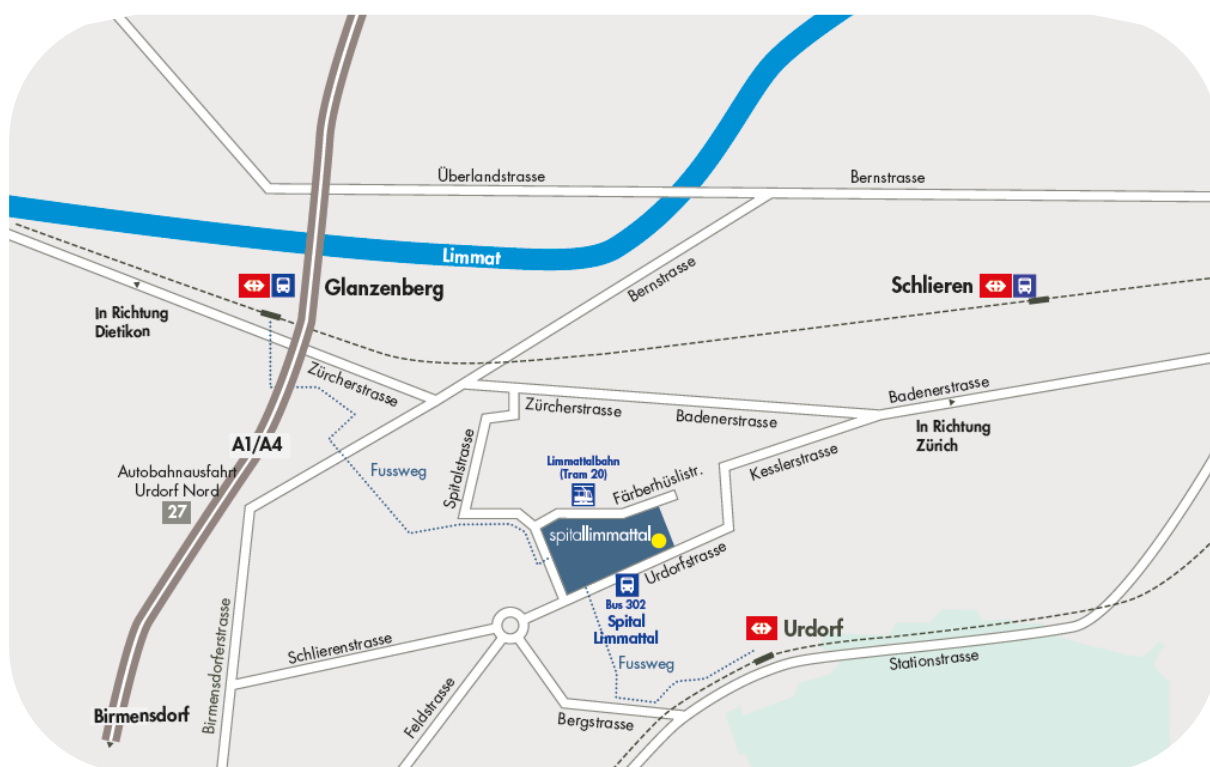 Überlandstrasse
Bernstrasse
Limmat
Bernstrasse
Glanzenberg
Schlieren
In Richtung
Dietikon
Zürcherstrasse
Badenerstrasse
Zürcherstrasse
Badenerstrasse
In Richtung
Zürich
A1/A4
Autobahnausfahrt
Urdorf Nord
27
Fussweg
Spitalstrasse
Limmattalbahn
(Tram 20)
Färberhüslistr.
Kesslerstrasse
spitallimmattal
Urdorfstrasse
Bus 302
Spital
Limmattal
Urdorf
Schlierenstrasse
Birmensdorferstrasse
Fussweg
Stationstrasse
Feldstrasse
Bergstrasse
Birmensdorf